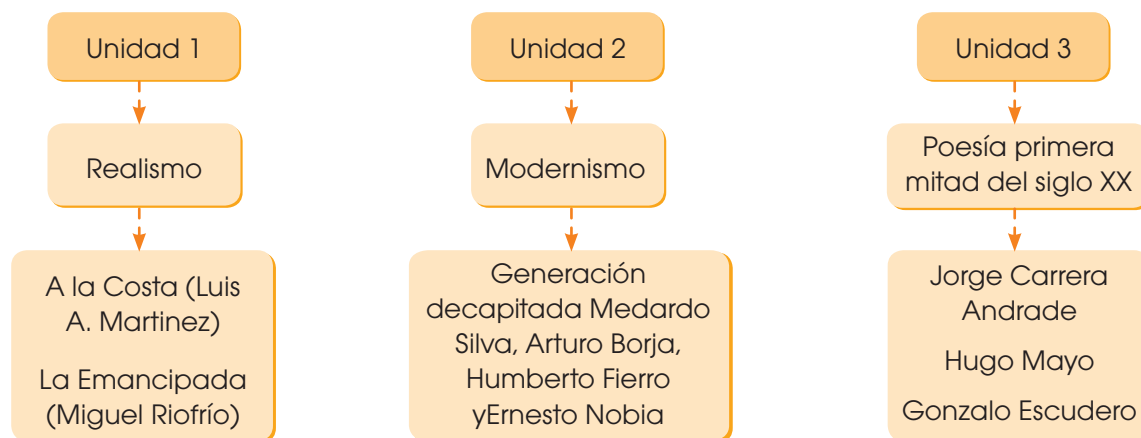 Unidad 1
Realismo
A la Costa (Luis
A. Martinez)
La Emancipada
(Miguel Riofrío)
Unidad 2
Modernismo
Generación
decapitada Medardo
Silva, Arturo Borja,
Humberto Fierro
yErnesto Nobia
Unidad 3
Poesía primera
mitad del siglo XX
Jorge Carrera
Andrade
Hugo Mayo
Gonzalo Escudero